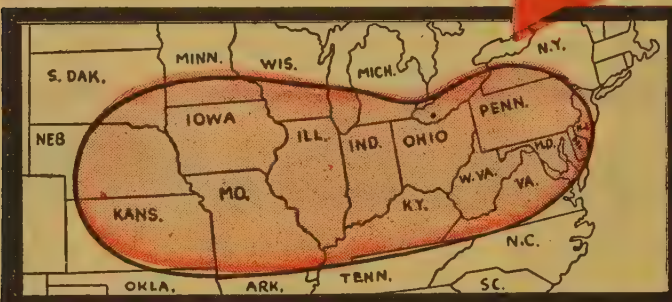 N.Y.
MINN.
WIS.
S. DAK.
MICH.
PENN.
IOWA
NEB
ILL.
IND.
OHIO
M.D.
MO.
W. VA.
VA.
KANS.
KY.
N.C.
TENN.
OKLA.
ARK.
SC.